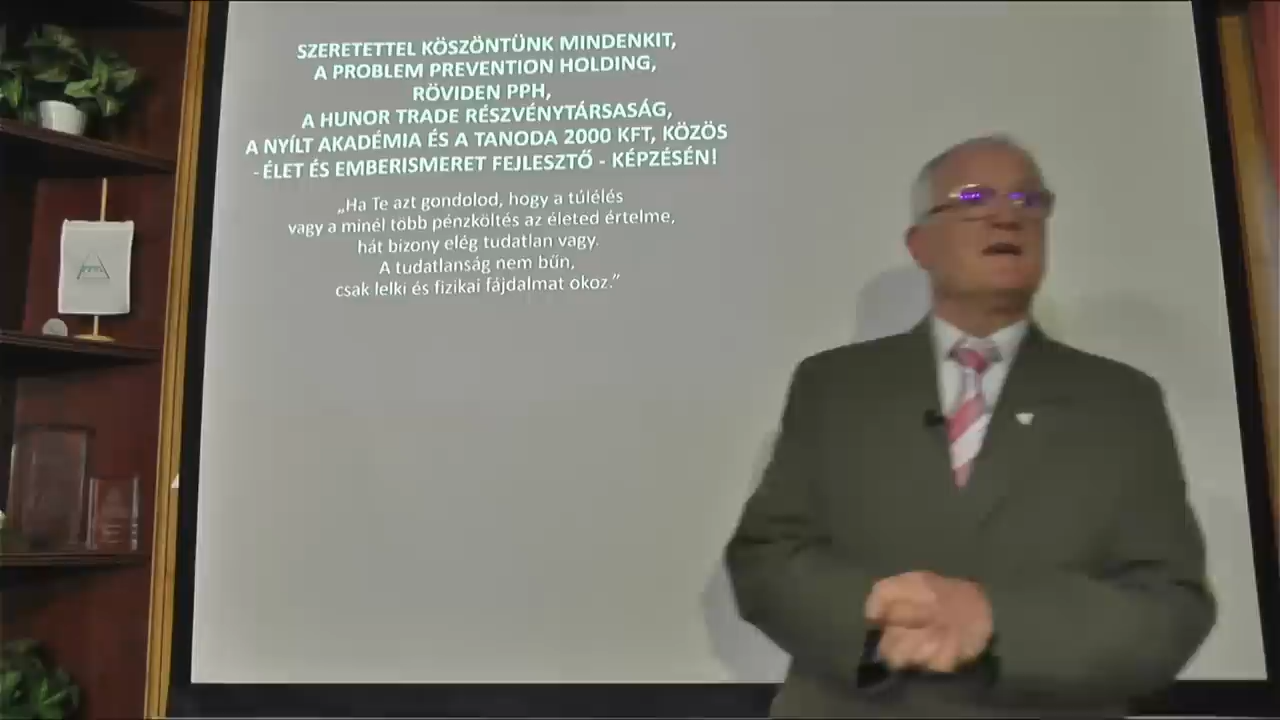 SZERETETTEL KÖSZÖNTÜNK MINDENKIT,
A PROBLEM PREVENTION HOLDING,
RÖVIDEN PPH,
A HUNOR TRADE RÉSZVÉNYTÁRSASÁG,
A NYÍLT AKADÉMIA ÉS A TANODA 2000 KFT, KÖZÖS
- ÉLET ÉS EMBERISMERET FEJLESZTŐ - KÉPZÉSÉN!
„Ha Te azt gondolod, hogy a túlélés
vagy a minél több pénzköltés az életed értelme,
hát bizony elég tudatlan vagy.
A tudatlanság nem bűn,
csak lelki és fizikai fájdalmat okoz.”